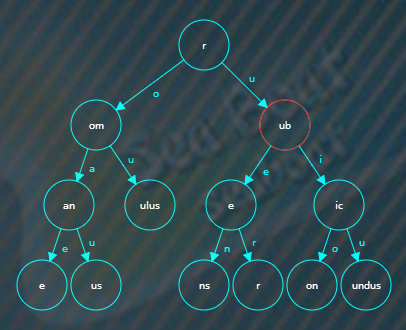 r
o u
om ub
a u e i
an ulus e ic
e u n r o u
e us ns r on undus